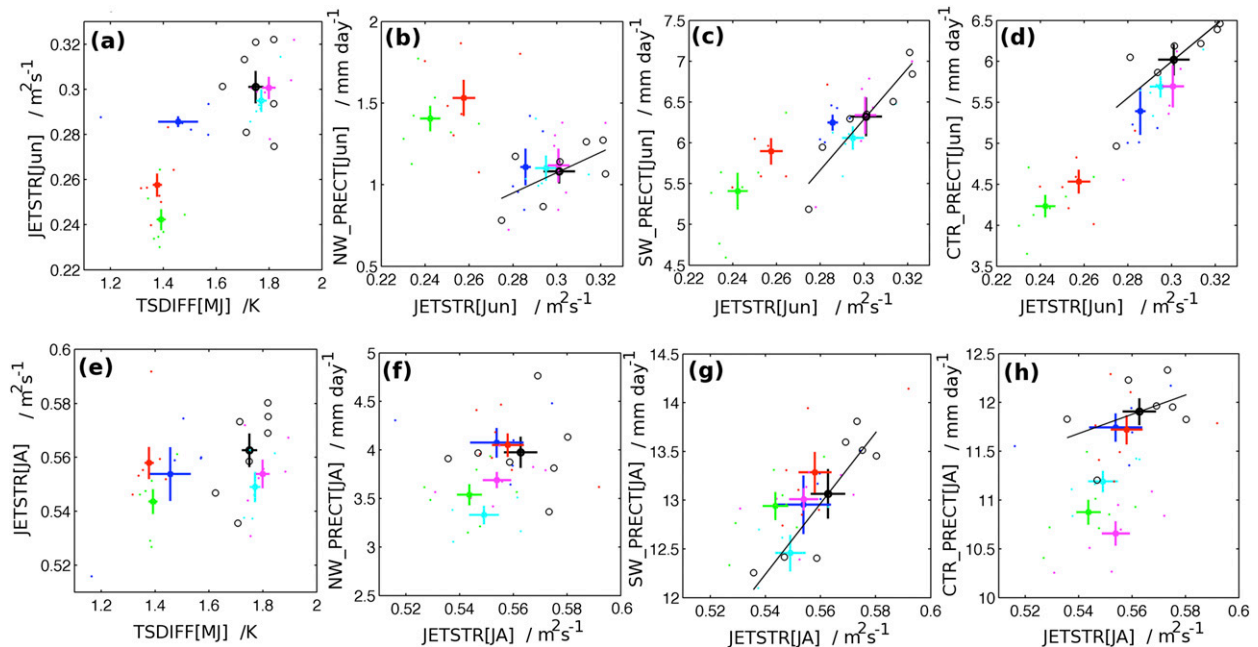 (a)
JETSTR[Jun] / m²s⁻¹
0.32
0.3
0.28
0.26
0.24
0.22
1.2 1.4 1.6 1.8 2
TSDIFF[MJ] /K
(b)
NW_PRECT[Jun] / mm day⁻¹
2
1.5
1
0.5
0.22 0.24 0.26 0.28 0.3 0.32
JETSTR[Jun] / m²s⁻¹
(c)
SW_PRECT[Jun] / mm day⁻¹
7.5
7
6.5
6
5.5
5
4.5
0.22 0.24 0.26 0.28 0.3 0.32
JETSTR[Jun] / m²s⁻¹
(d)
CTR_PRECT[Jun] / mm day⁻¹
6.5
6
5.5
5
4.5
4
3.5
0.22 0.24 0.26 0.28 0.3 0.32
JETSTR[Jun] / m²s⁻¹
(e)
JETSTR[JA] / m²s⁻¹
0.6
0.58
0.56
0.54
0.52
1.2 1.4 1.6 1.8 2
TSDIFF[MJ] /K
(f)
NW_PRECT[JA] / mm day⁻¹
5
4.5
4
3.5
3
2.5
0.52 0.54 0.56 0.58 0.6
JETSTR[JA] / m²s⁻¹
(g)
SW_PRECT[JA] / mm day⁻¹
14.5
14
13.5
13
12.5
12
0.52 0.54 0.56 0.58 0.6
JETSTR[JA] / m²s⁻¹
(h)
CTR_PRECT[JA] / mm day⁻¹
12.5
12
11.5
11
10.5
10
0.52 0.54 0.56 0.58 0.6
JETSTR[JA] / m²s⁻¹